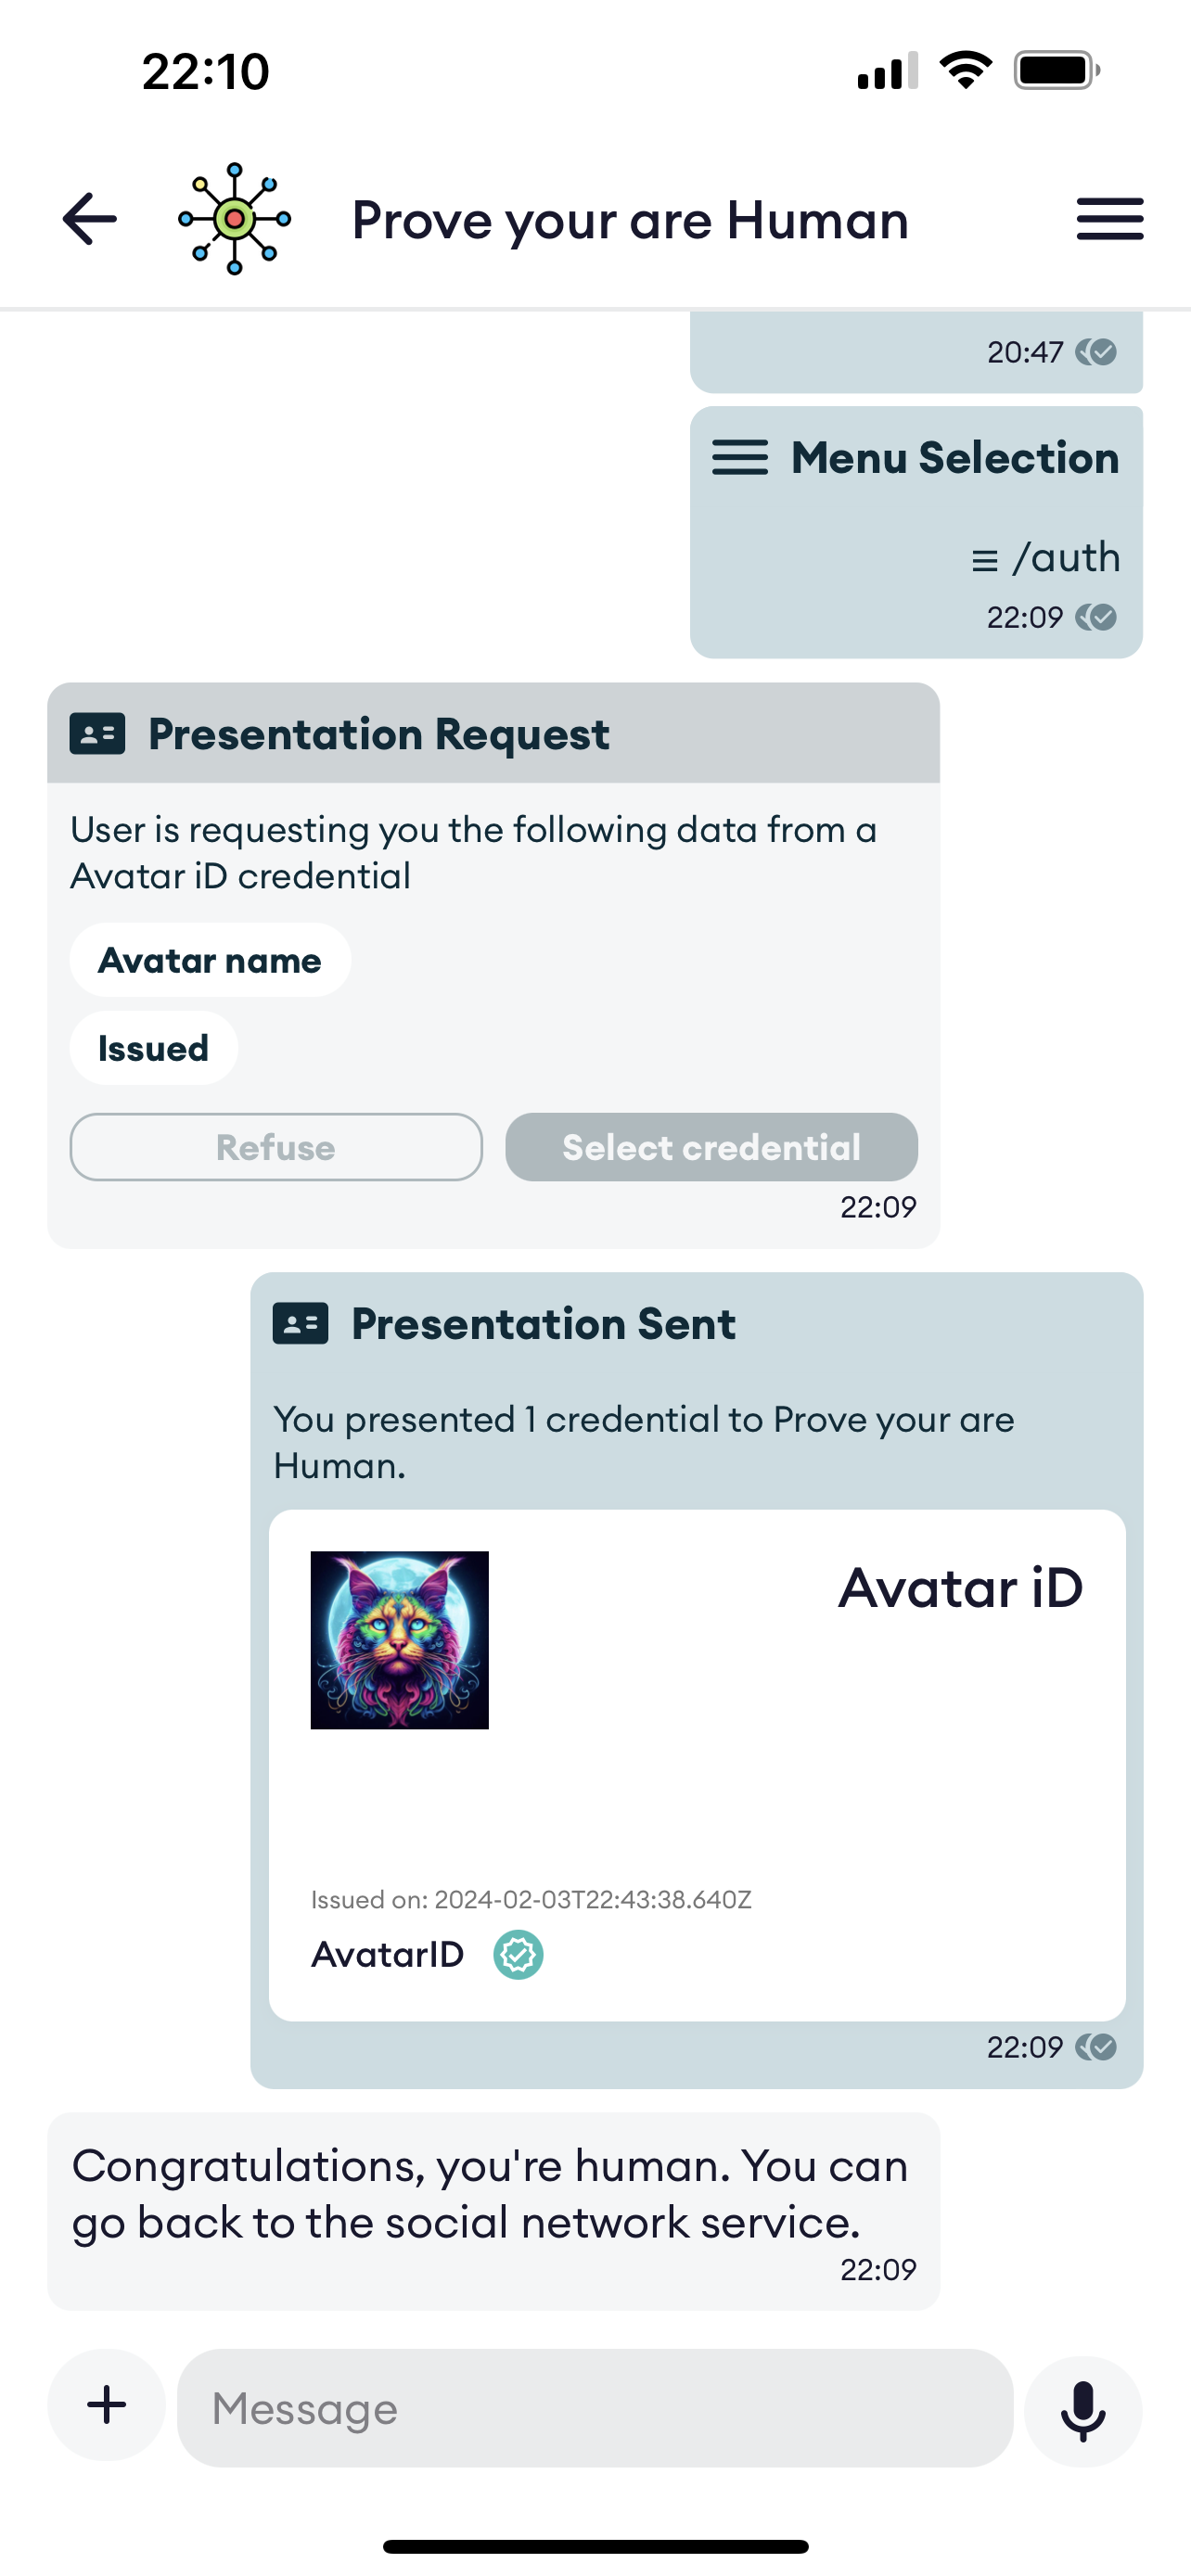 22:10
Prove your are Human
20:47
Menu Selection
≡ /auth
22:09
Presentation Request
User is requesting you the following data from a
Avatar iD credential
Avatar name
Issued
Refuse
Select credential
22:09
Presentation Sent
You presented 1 credential to Prove your are
Human.
Avatar iD
Issued on: 2024-02-03T22:43:38.640Z
AvatarID
22:09
Congratulations, you're human. You can
go back to the social network service.
22:09
Message